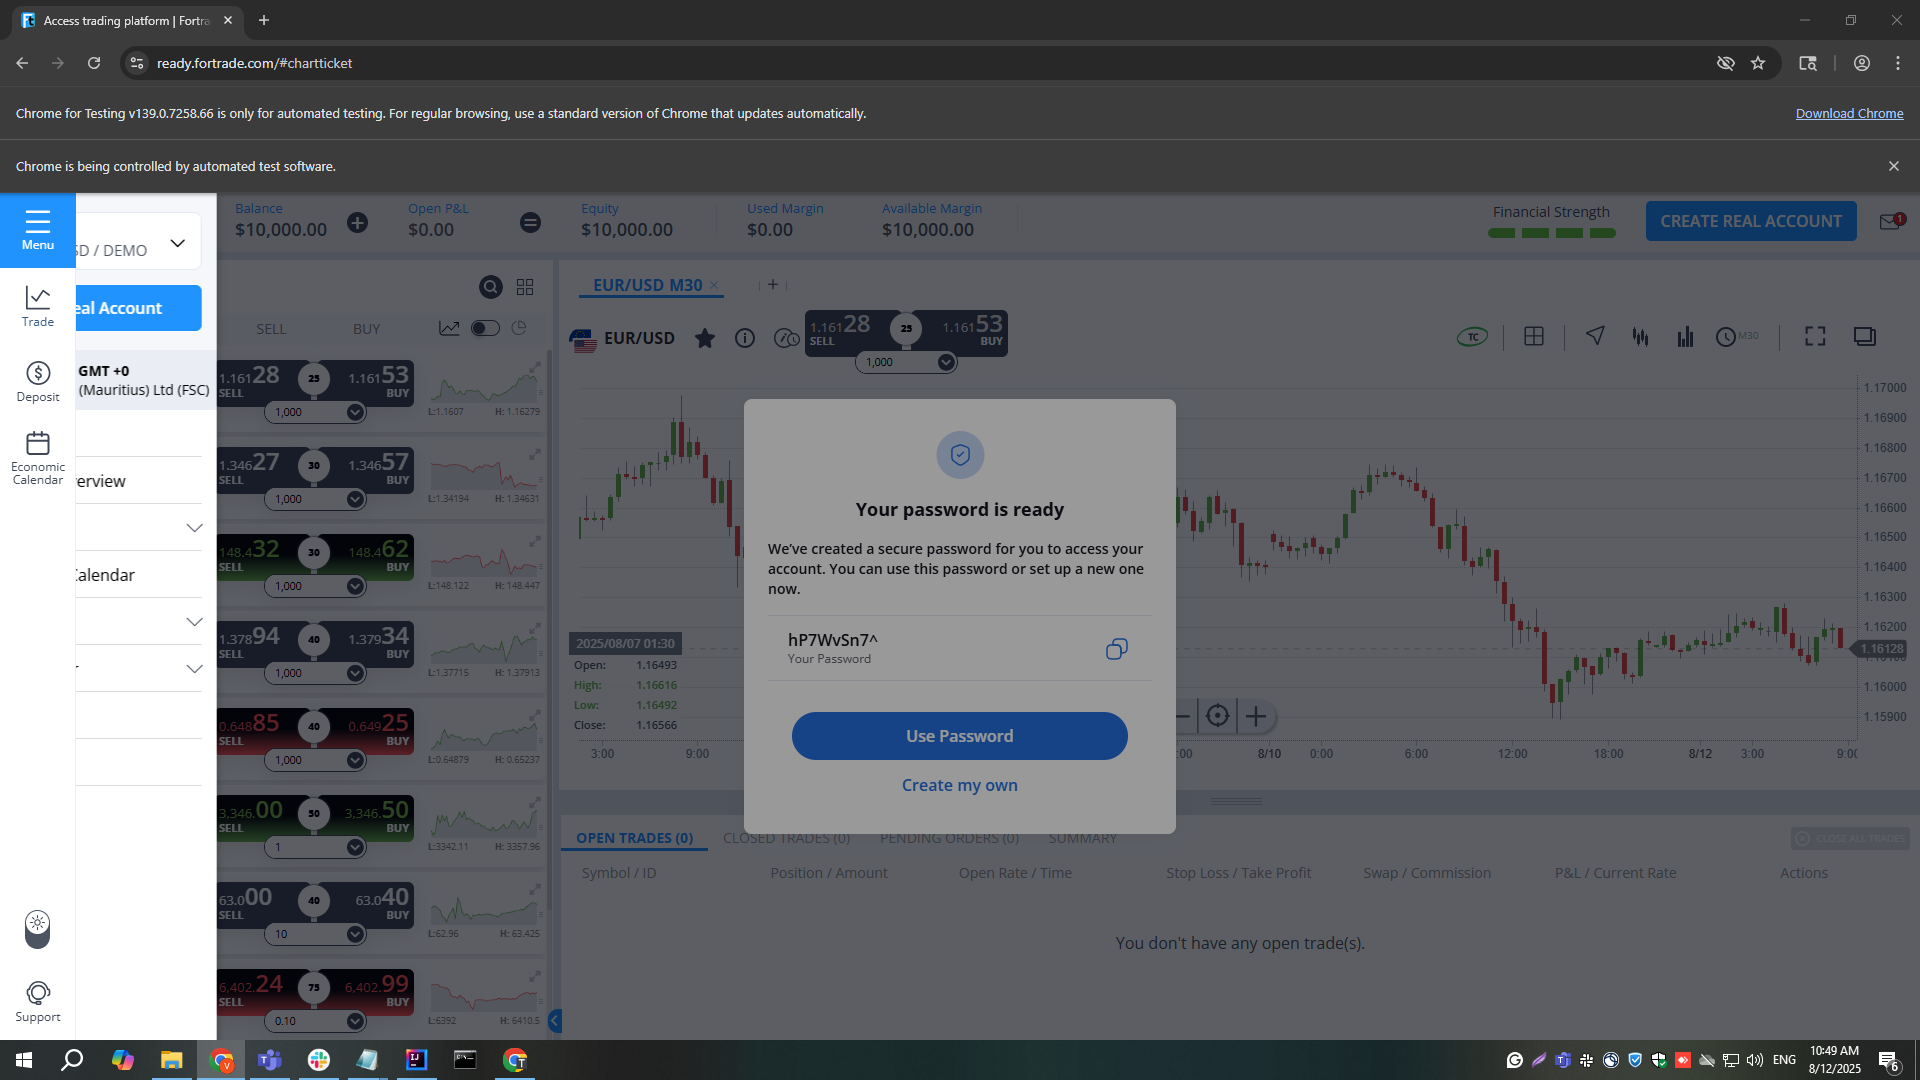 Access trading platform | Fortra
ready.fortrade.com/#chartticket
Chrome for Testing v139.0.7258.66 is only for automated testing. For regular browsing, use a standard version of Chrome that updates automatically.
Download Chrome
Chrome is being controlled by automated test software.
Menu
SD / DEMO
eal Account
GMT +0
(Mauritius) Ltd (FSC)
Trade
Deposit
Economic
Calendar
verview
Calendar
Support
Balance
$10,000.00
Open P&L
$0.00
Equity
$10,000.00
Used Margin
$0.00
Available Margin
$10,000.00
Financial Strength
CREATE REAL ACCOUNT
1
SELL
BUY
1.16128
SELL
25
1.16153
BUY
1,000
L:1.1607
H: 1.16279
1.34627
SELL
30
1.34657
BUY
1,000
L:1.34194
H: 1.34631
148.432
SELL
30
148.462
BUY
1,000
L:148.122
H: 148.447
1.37894
SELL
40
1.37934
BUY
1,000
L:1.37715
H: 1.37913
0.64885
SELL
40
0.64925
BUY
1,000
L:0.64879
H: 0.65237
3,346.00
SELL
50
3,346.50
BUY
1
L:3342.11
H: 3357.96
63.000
SELL
40
63.040
BUY
10
L:62.96
H: 63.425
6,402.24
SELL
75
6,402.99
BUY
0.10
L:6392
H: 6410.5
EUR/USD M30
EUR/USD
1.16128
SELL
25
1.16153
BUY
1,000
TC
M30
1.17000
1.16900
1.16800
1.16700
1.16600
1.16500
1.16400
1.16300
1.16200
1.16128
1.16100
1.16000
1.15900
2025/08/07 01:30
Open: 1.16493
High: 1.16616
Low: 1.16492
Close: 1.16566
3:00
9:00
:00
8/10
0:00
6:00
12:00
18:00
8/12
3:00
9:00
Your password is ready
We've created a secure password for you to access your
account. You can use this password or set up a new one
now.
hP7WvSn7^
Your Password
Use Password
Create my own
OPEN TRADES (0)
CLOSED TRADES (0)
PENDING ORDERS (0)
SUMMARY
CLOSE ALL TRADES
Symbol / ID
Position / Amount
Open Rate / Time
Stop Loss / Take Profit
Swap / Commission
P&L / Current Rate
Actions
You don't have any open trade(s).
ENG
10:49 AM
8/12/2025
6